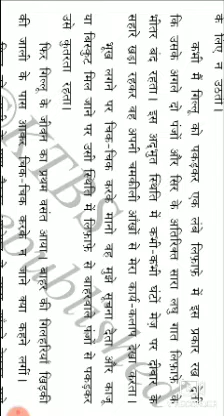 के लिए न उठता।
कभी मैं गिल्लू को पकड़कर एक लंबे लिफ़ाफ़े में इस प्रकार रख देती
कि उसके अगले दो पंजों और सिर के अतिरिक्त सारा लघु गात लिफ़ाफ़े के
भीतर बंद रहता। इस अद्भुत स्थिति में कभी-कभी घंटों मेज़ पर दीवार के
सहारे खड़ा रहकर वह अपनी चमकीली आँखों से मेरा कार्य-कलाप देखा करता।
भूख लगने पर चिक-चिक करके मानो वह मुझे सूचना देता और काजू
या बिस्कुट मिल जाने पर उसी स्थिति में लिफ़ाफ़े से बाहरवाले पंजों से पकड़कर
उसे कुतरता रहता।
फिर गिल्लू के जीवन का प्रथम बसंत आया। बाहर की गिलहरियाँ खिड़की
की जाली के पास आकर चिक-चिक करके न जाने क्या कहने लगीं।